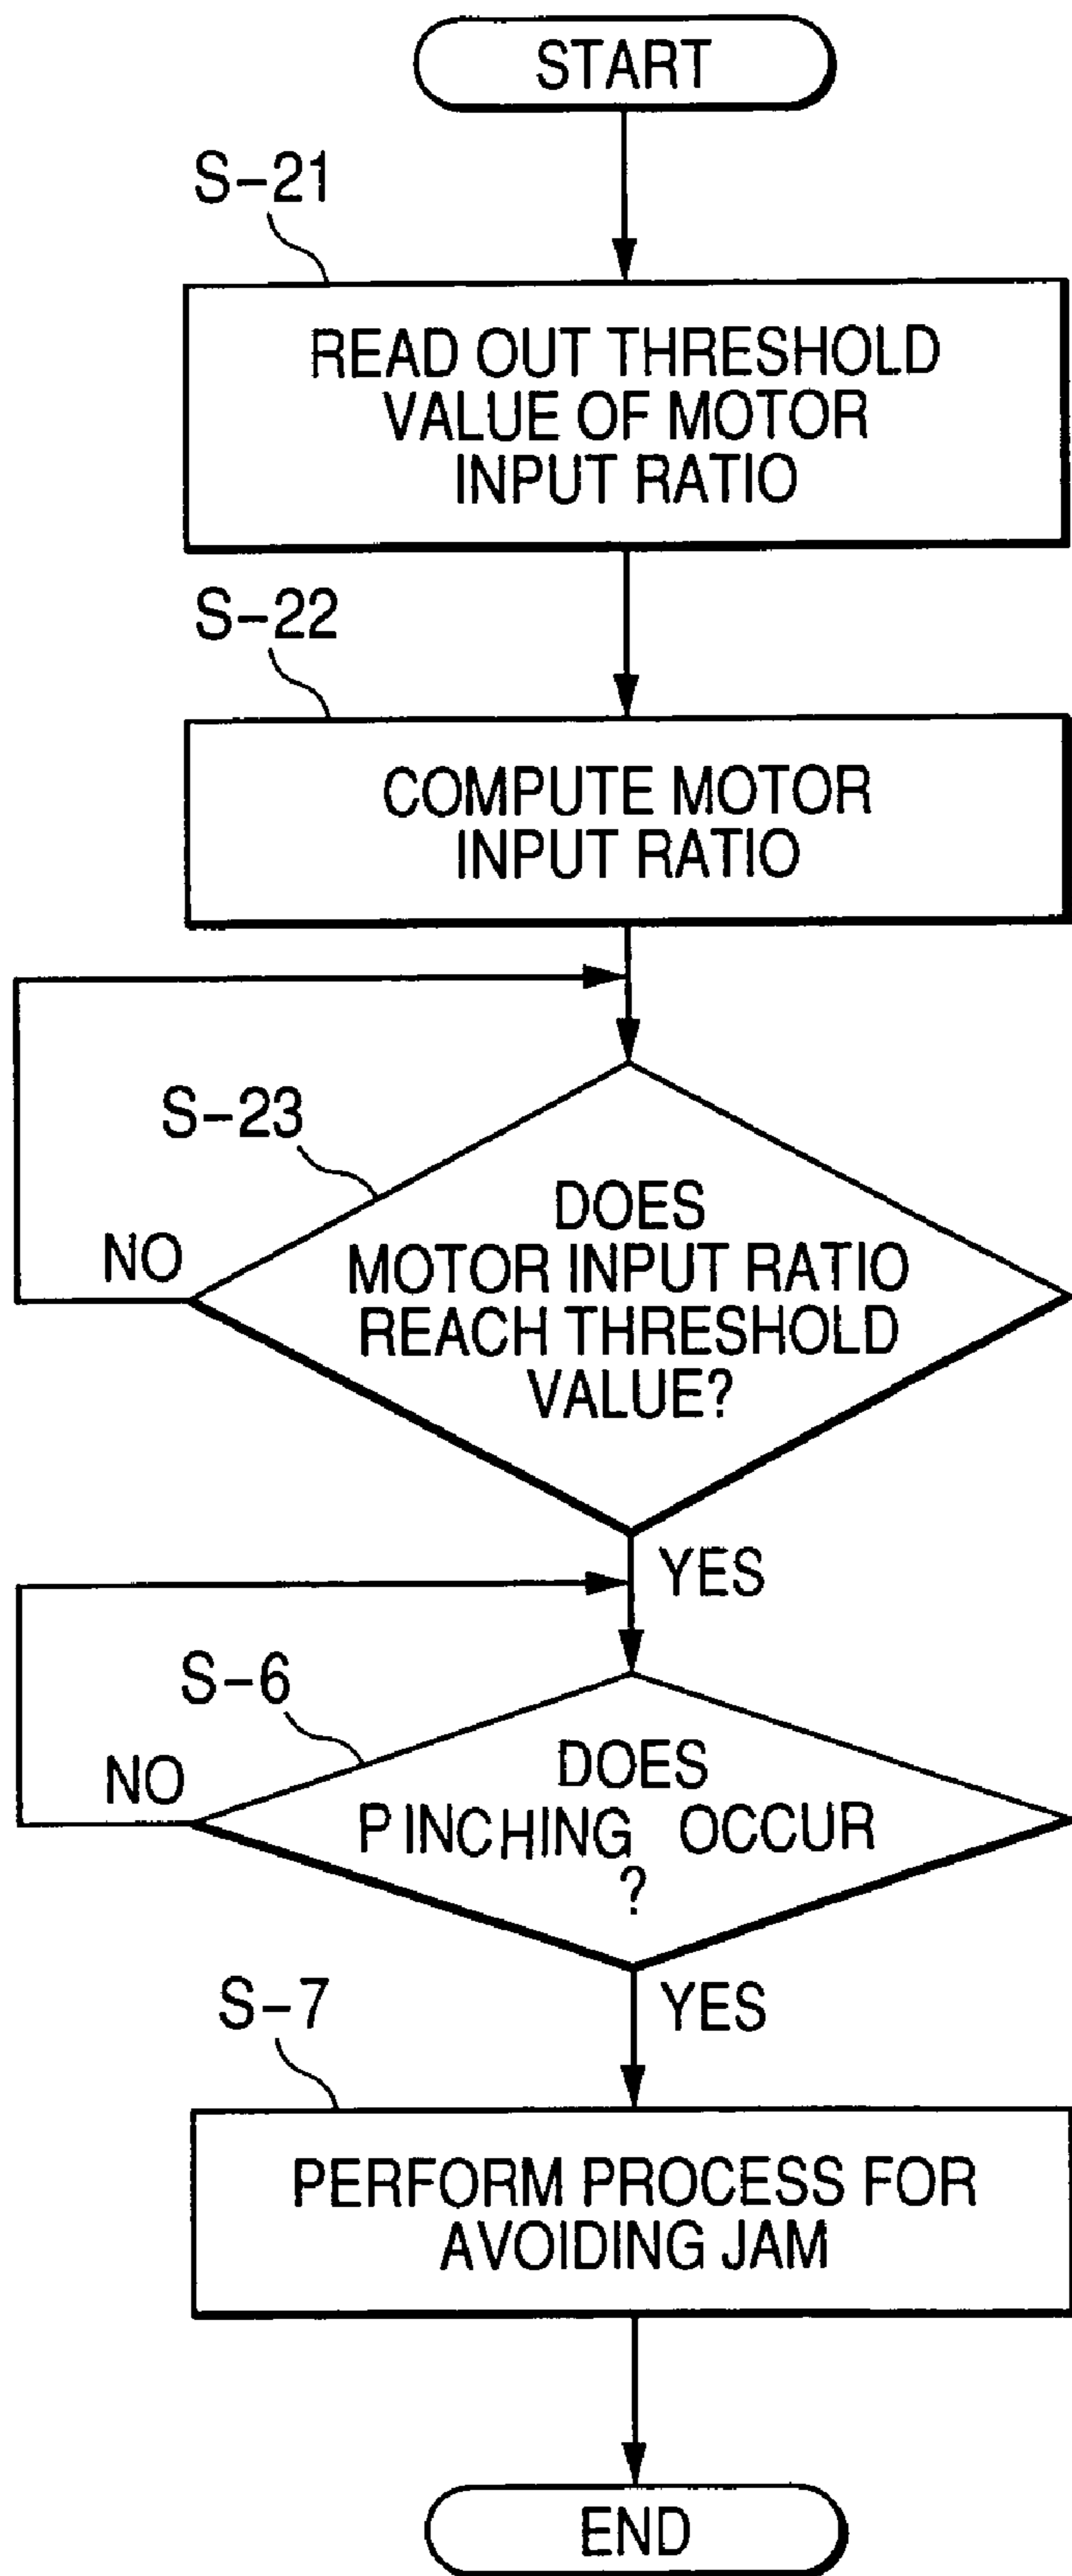 START
S-21
READ OUT THRESHOLD
VALUE OF MOTOR
INPUT RATIO
S-22
COMPUTE MOTOR
INPUT RATIO
S-23
DOES
MOTOR INPUT RATIO
REACH THRESHOLD
VALUE?
NO
YES
S-6
DOES
PINCHING OCCUR
?
NO
YES
S-7
PERFORM PROCESS FOR
AVOIDING JAM
END